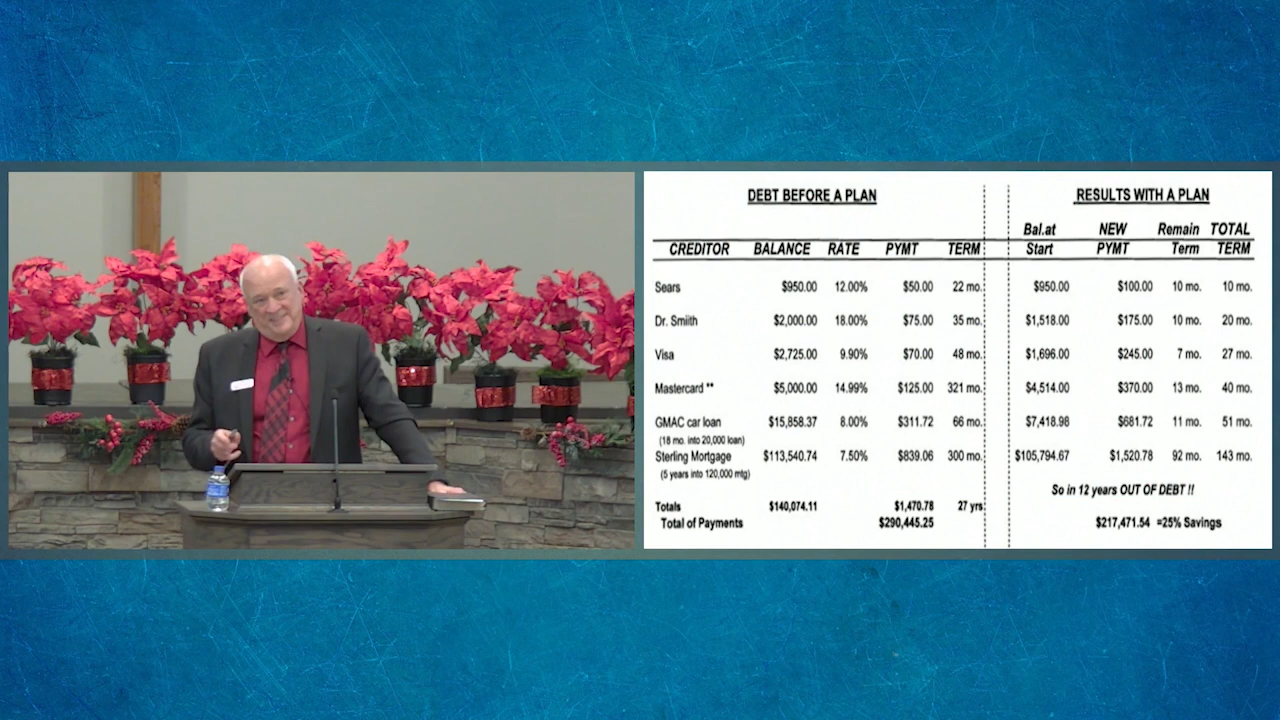 DEBT BEFORE A PLAN RESULTS WITH A PLAN
Bal.at NEW Remain TOTAL
CREDITOR BALANCE RATE PYMT TERM Start PYMT Term TERM
Sears $950.00 12.00% $50.00 22 mo. $950.00 $100.00 10 mo. 10 mo.
Dr. Smiith $2,000.00 18.00% $75.00 35 mo. $1,518.00 $175.00 10 mo. 20 mo.
Visa $2,725.00 9.90% $70.00 48 mo. $1,696.00 $245.00 7 mo. 27 mo.
Mastercard ** $5,000.00 14.99% $125.00 321 mo. $4,514.00 $370.00 13 mo. 40 mo.
GMAC car loan $15,858.37 8.00% $311.72 66 mo. $7,418.98 $681.72 11 mo. 51 mo.
(18 mo. into 20,000 loan)
Sterling Mortgage $113,540.74 7.50% $839.06 300 mo. $105,794.67 $1,520.78 92 mo. 143 mo.
(5 years into 120,000 mtg)
So in 12 years OUT OF DEBT !!
Totals $140,074.11 $1,470.78 27 yrs
Total of Payments $290,445.25 $217,471.54 =25% Savings